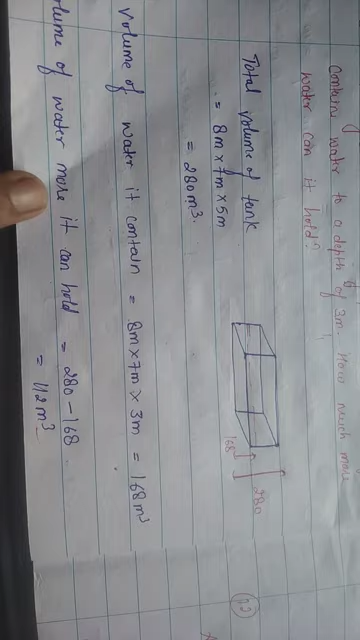 contain water to a depth of 3m. How much more
water can it hold?
Total volume of tank
= 8m x 7m x 5m
= 280m³.
168
280
volume of water it contain = 8m x 7m x 3m = 168m³
volume of water more it can hold = 280 - 168
= 112m³